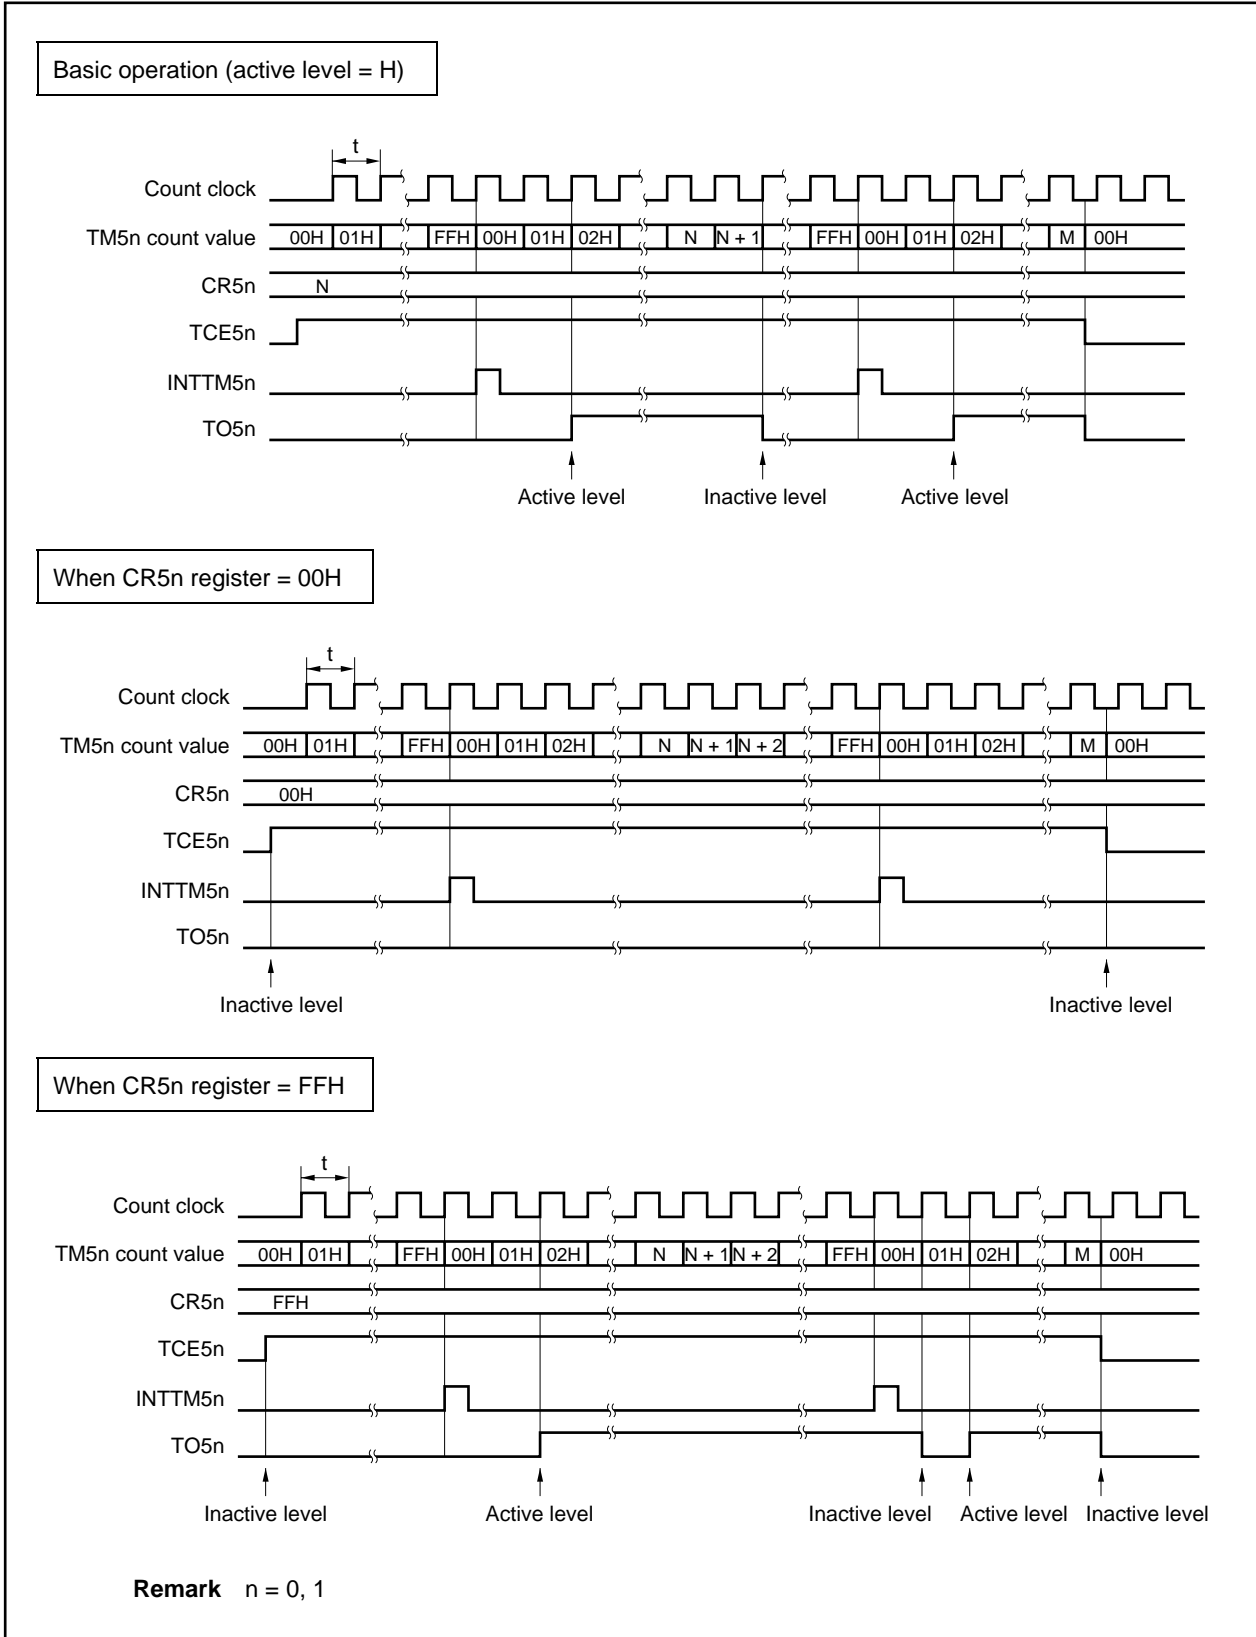 Basic operation (active level = H)
t
Count clock
TM5n count value 00H 01H FFH 00H 01H 02H N N + 1 FFH 00H 01H 02H M 00H
CR5n N
TCE5n
INTTM5n
TO5n
Active level Inactive level Active level
When CR5n register = 00H
t
Count clock
TM5n count value 00H 01H FFH 00H 01H 02H N N + 1 N + 2 FFH 00H 01H 02H M 00H
CR5n 00H
TCE5n
INTTM5n
TO5n
Inactive level Inactive level
When CR5n register = FFH
t
Count clock
TM5n count value 00H 01H FFH 00H 01H 02H N N + 1 N + 2 FFH 00H 01H 02H M 00H
CR5n FFH
TCE5n
INTTM5n
TO5n
Inactive level Active level Inactive level Active level Inactive level
Remark n = 0, 1